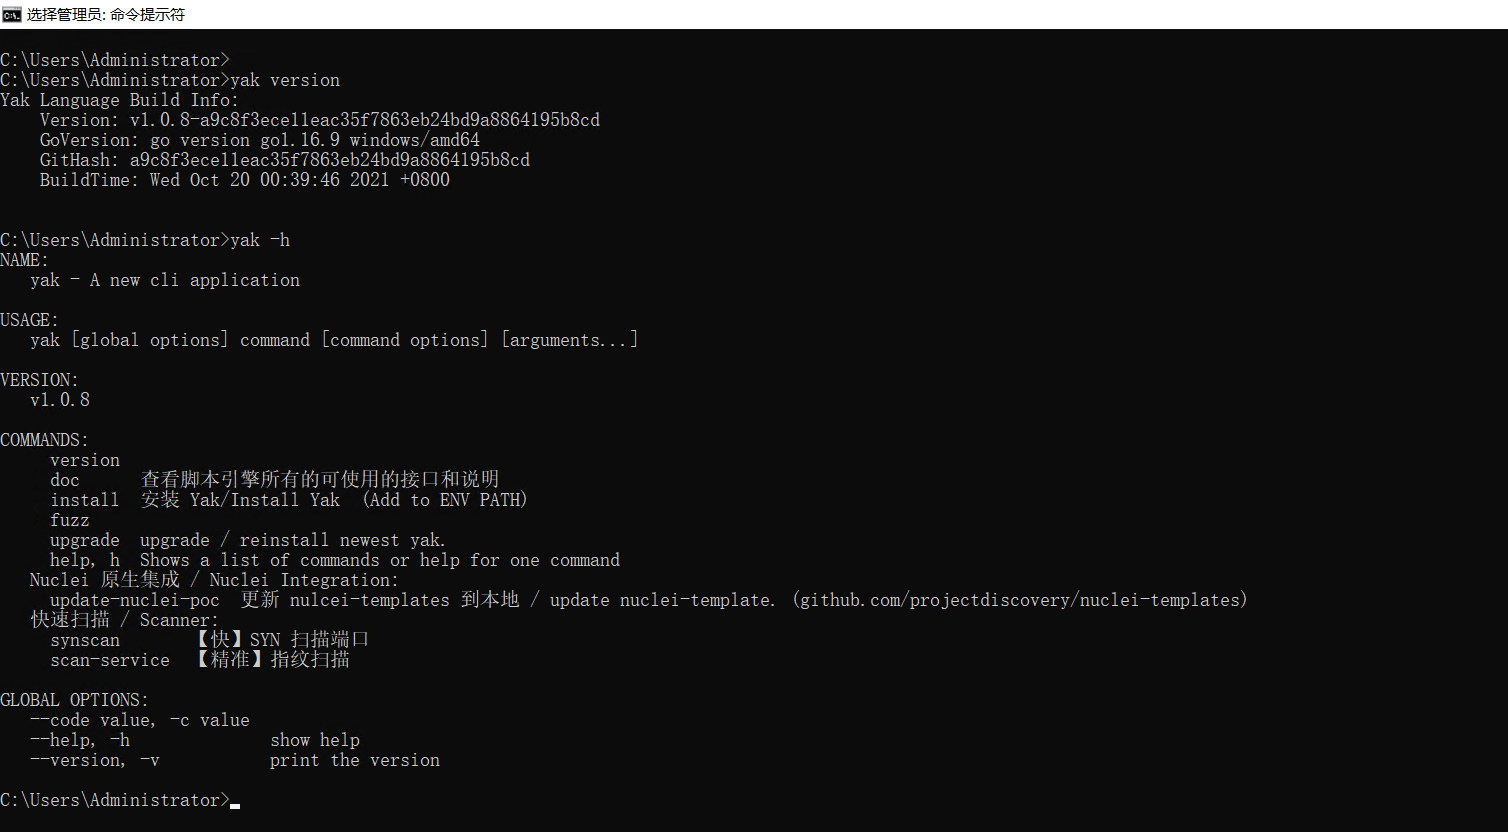 选择管理员: 命令提示符
C:\Users\Administrator>
C:\Users\Administrator>yak version
Yak Language Build Info:
    Version: v1.0.8-a9c8f3ece11eac35f7863eb24bd9a8864195b8cd
    GoVersion: go version go1.16.9 windows/amd64
    GitHash: a9c8f3ece11eac35f7863eb24bd9a8864195b8cd
    BuildTime: Wed Oct 20 00:39:46 2021 +0800
C:\Users\Administrator>yak -h
NAME:
   yak - A new cli application
USAGE:
   yak [global options] command [command options] [arguments...]
VERSION:
   v1.0.8
COMMANDS:
     version
     doc      查看脚本引擎所有的可使用的接口和说明
     install  安装 Yak/Install Yak  (Add to ENV PATH)
     fuzz
     upgrade  upgrade / reinstall newest yak.
     help, h  Shows a list of commands or help for one command
   Nuclei 原生集成 / Nuclei Integration:
     update-nuclei-poc  更新 nulcei-templates 到本地 / update nuclei-template. (github.com/projectdiscovery/nuclei-templates)
   快速扫描 / Scanner:
     synscan       【快】SYN 扫描端口
     scan-service  【精准】指纹扫描
GLOBAL OPTIONS:
   --code value, -c value
   --help, -h              show help
   --version, -v           print the version
C:\Users\Administrator>